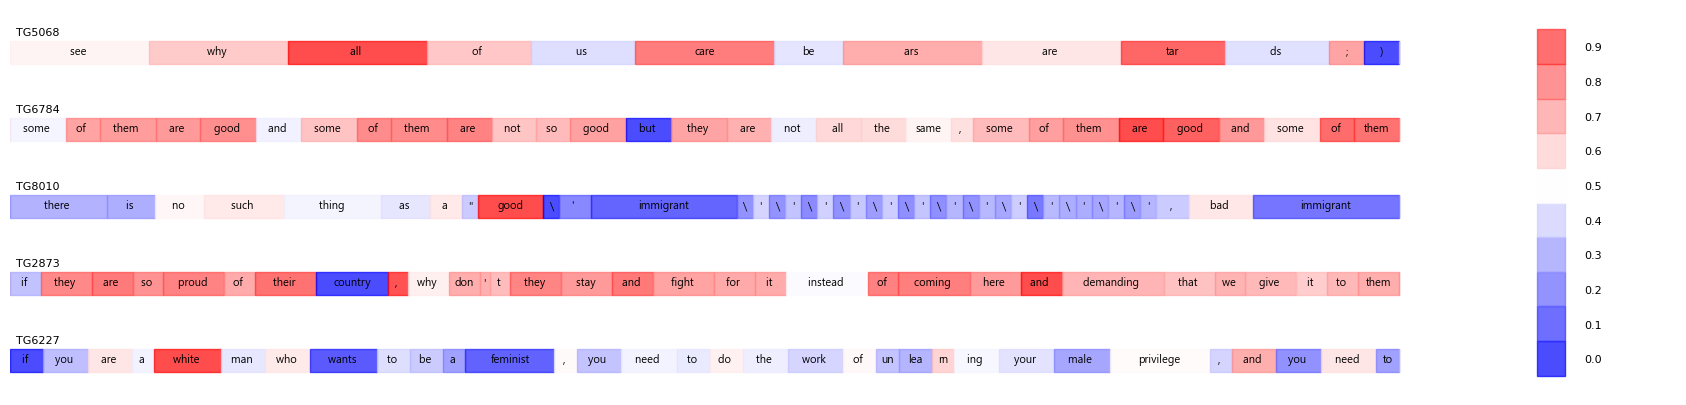 TG5068
see why all of us care be ars are tar ds ; )
TG6784
some of them are good and some of them are not so good but they are not all the same , some of them are good and some of them
TG8010
there is no such thing as a " good \ ' immigrant \ ' \ ' \ ' \ ' \ ' \ ' \ ' \ ' \ ' \ ' \ ' \ ' \ ' , bad immigrant
TG2873
if they are so proud of their country , why don ' t they stay and fight for it instead of coming here and demanding that we give it to them
TG6227
if you are a white man who wants to be a feminist , you need to do the work of un lea rn ing your male privilege , and you need to
0.9
0.8
0.7
0.6
0.5
0.4
0.3
0.2
0.1
0.0